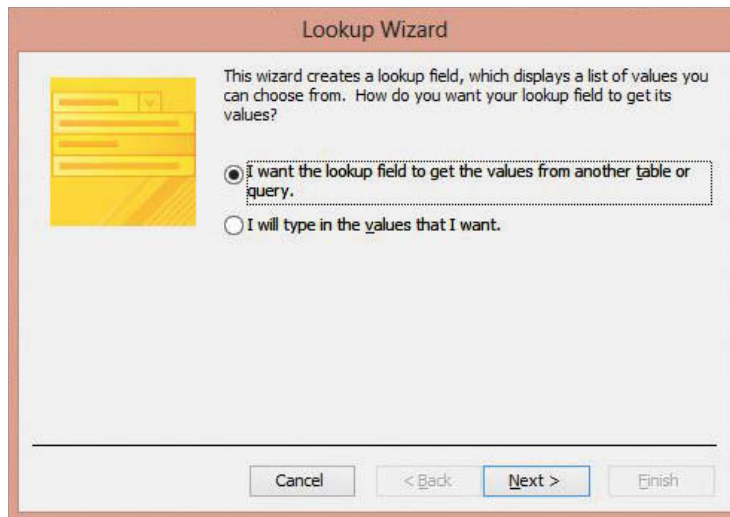 Lookup Wizard
This wizard creates a lookup field, which displays a list of values you
can choose from. How do you want your lookup field to get its
values?
I want the lookup field to get the values from another table or
query.
I will type in the values that I want.
Cancel
< Back
Next >
Finish